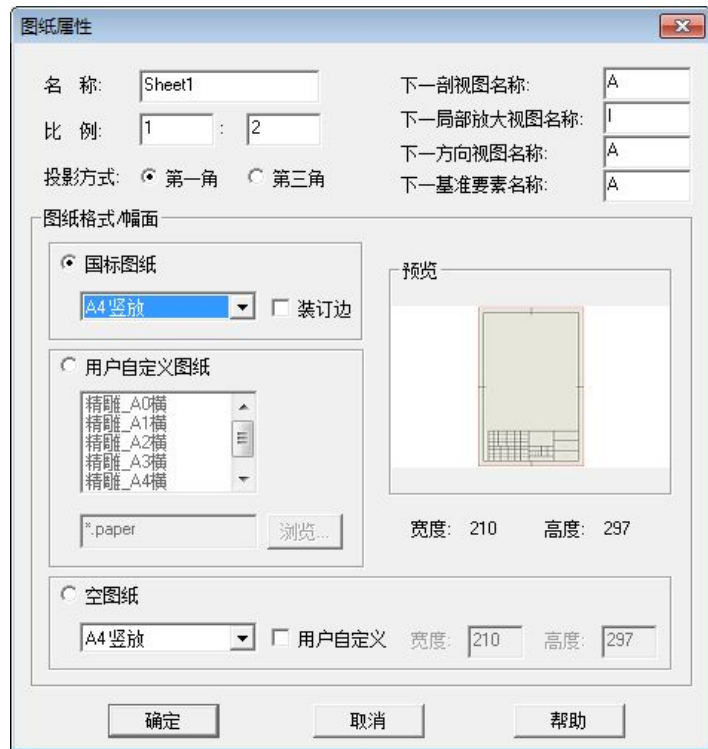 图纸属性
名 称: Sheet1
下一剖视图名称: A
比 例: 1 : 2
下一局部放大视图名称: I
下一方向视图名称: A
投影方式: 第一角 第三角
下一基准要素名称: A
图纸格式/幅面
国标图纸
A4竖放 装订边
预览
用户自定义图纸
精雕_A0横
精雕_A1横
精雕_A2横
精雕_A3横
精雕_A4横
*.paper 浏览...
宽度: 210 高度: 297
空图纸
A4竖放 用户自定义 宽度: 210 高度: 297
确定 取消 帮助